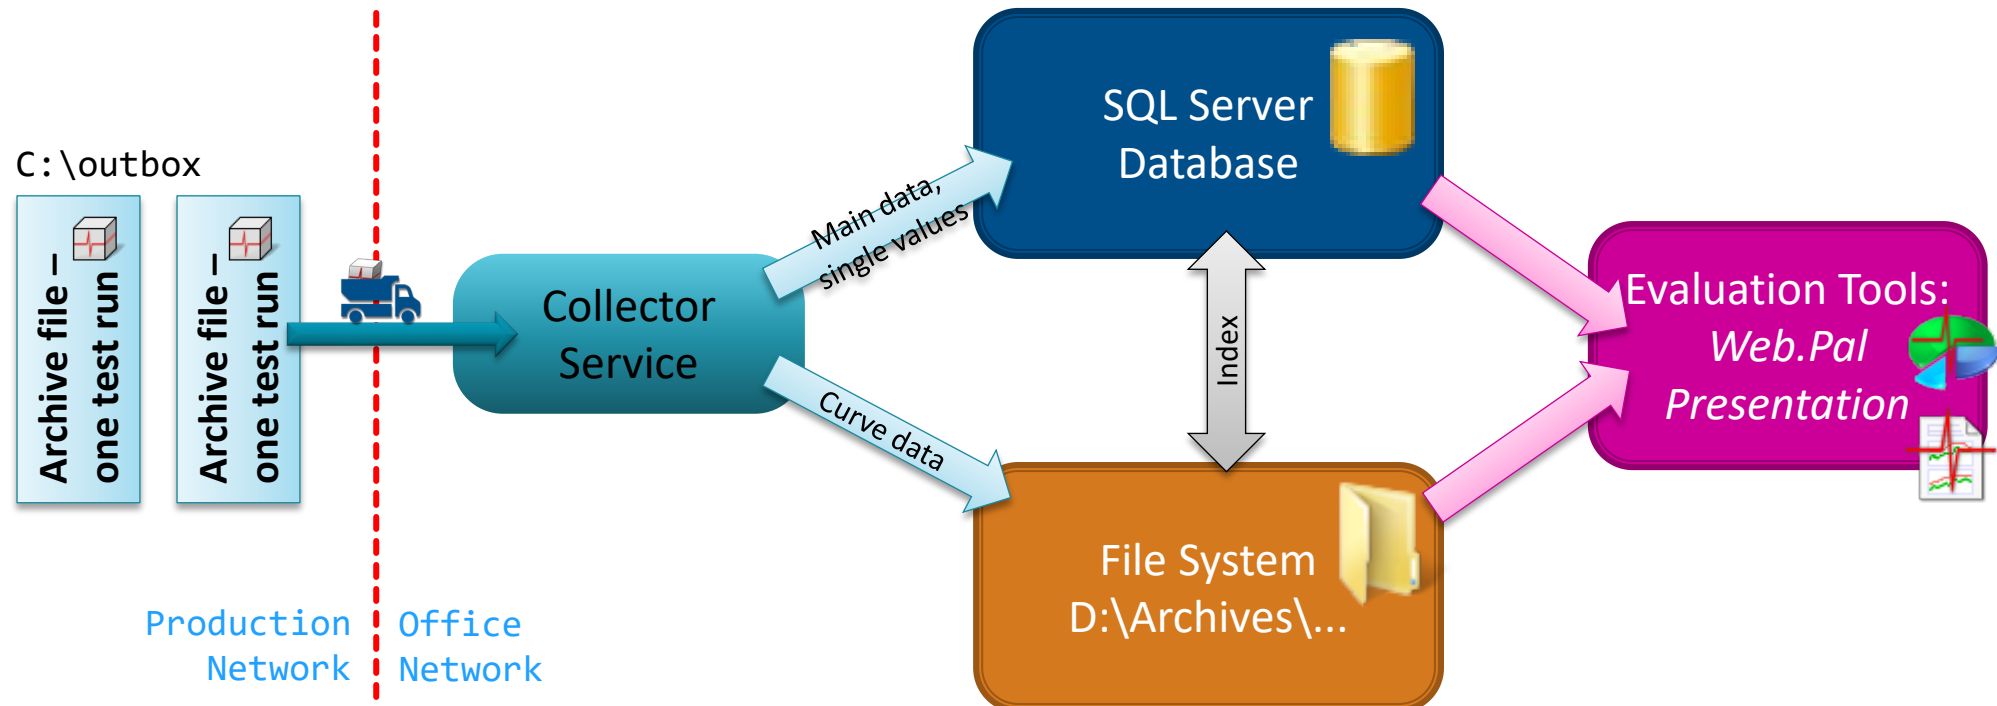 C:\outbox
Archive file –
one test run
Archive file –
one test run
Production
Network
Office
Network
Collector
Service
Main data,
single values
Curve data
SQL Server
Database
Index
File System
D:\Archives\...
Evaluation Tools:
Web.Pal
Presentation